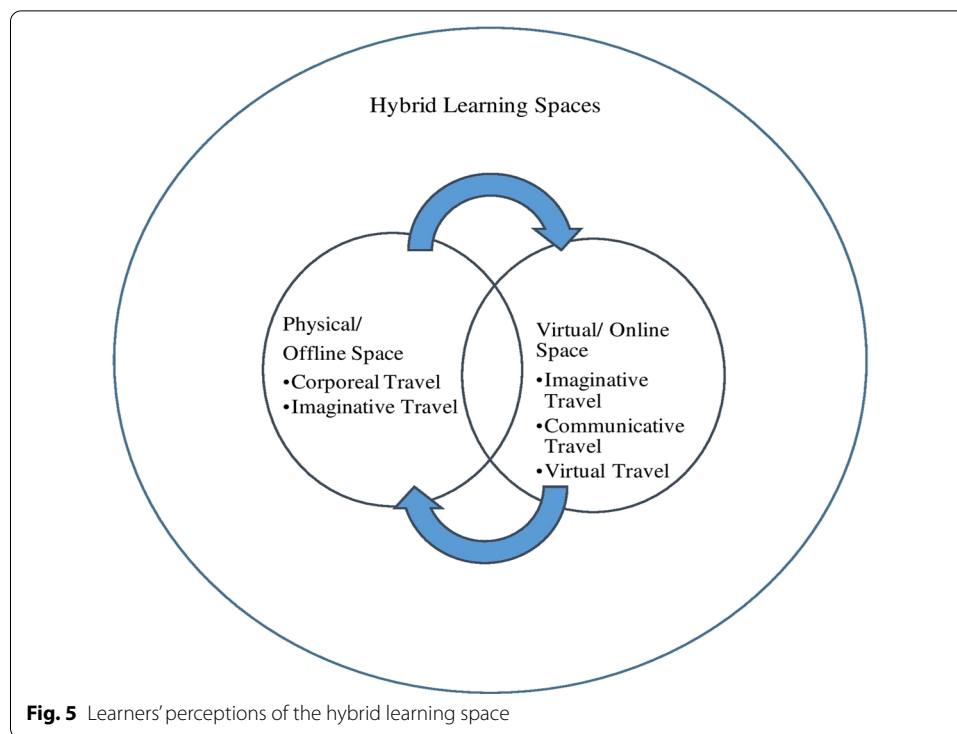 Hybrid Learning Spaces
Physical/
Offline Space
•Corporeal Travel
•Imaginative Travel
Virtual/ Online
Space
•Imaginative
Travel
•Communicative
Travel
•Virtual Travel
Fig. 5 Learners’ perceptions of the hybrid learning space